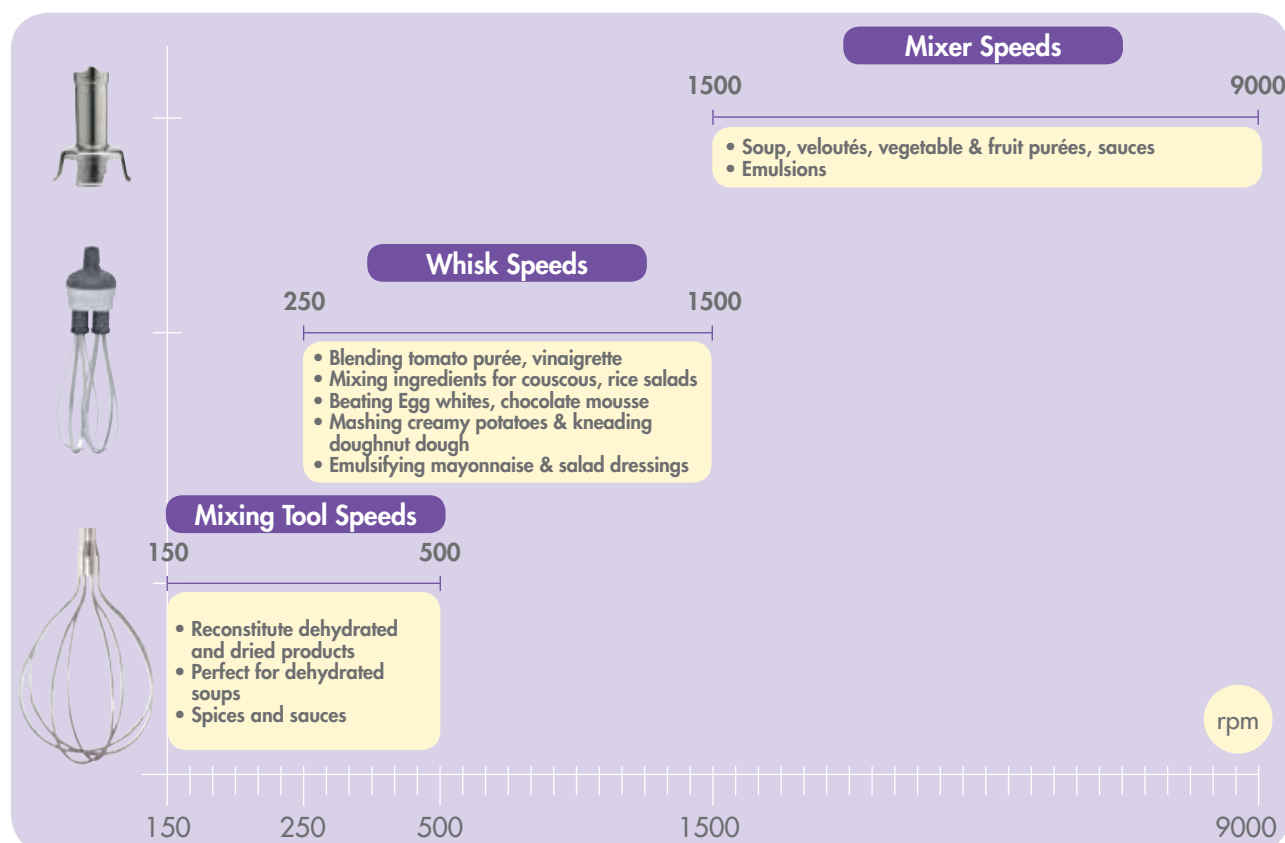 Mixer Speeds
1500 9000
• Soup, veloutés, vegetable & fruit purées, sauces
• Emulsions
Whisk Speeds
250 1500
• Blending tomato purée, vinaigrette
• Mixing ingredients for couscous, rice salads
• Beating Egg whites, chocolate mousse
• Mashing creamy potatoes & kneading
doughnut dough
• Emulsifying mayonnaise & salad dressings
Mixing Tool Speeds
150 500
• Reconstitute dehydrated
and dried products
• Perfect for dehydrated
soups
• Spices and sauces
rpm
150 250 500 1500 9000